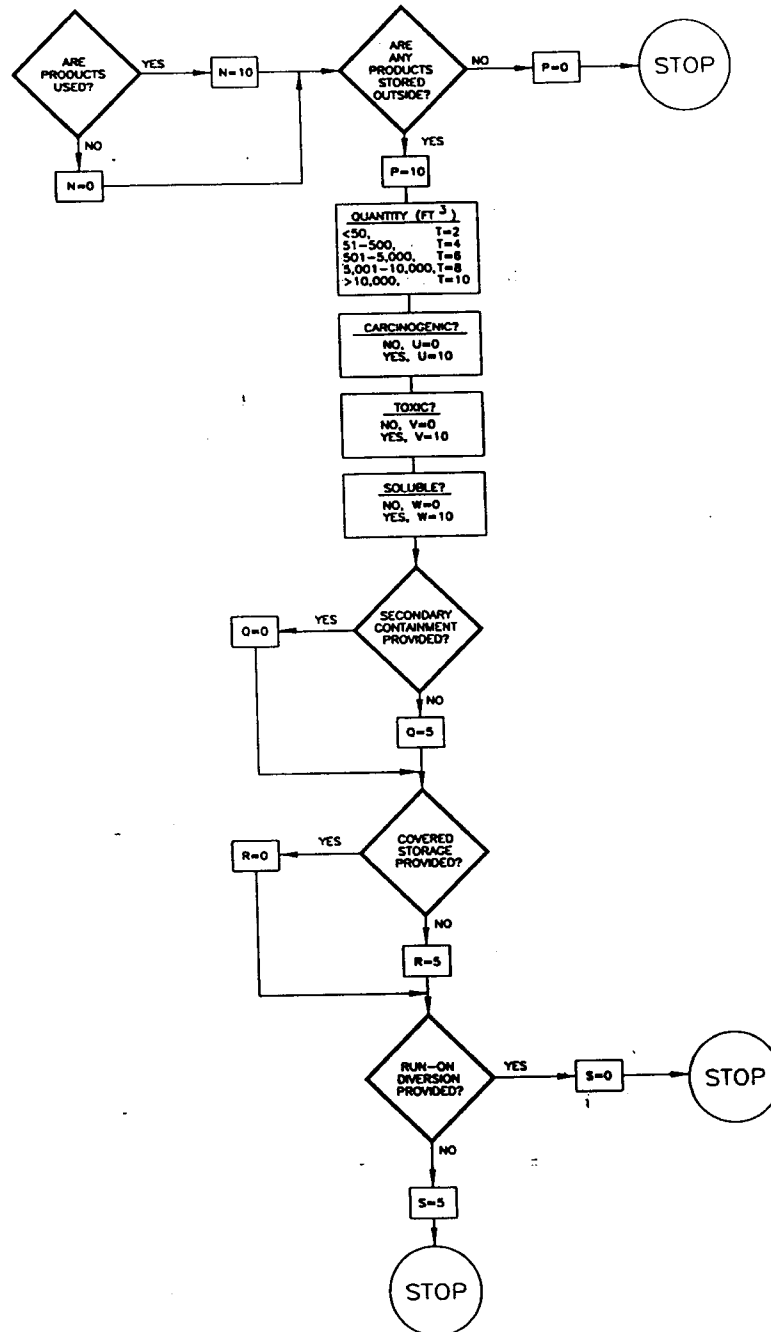 ARE
PRODUCTS
USED?
YES
N=10
NO
N=0
ARE
ANY
PRODUCTS
STORED
OUTSIDE?
NO
P=0
STOP
YES
P=10
QUANTITY (FT 3)
<50, T=2
51-500, T=4
501-5,000, T=6
5,001-10,000, T=8
>10,000, T=10
CARCINOGENIC?
NO, U=0
YES, U=10
TOXIC?
NO, V=0
YES, V=10
SOLUBLE?
NO, W=0
YES, W=10
SECONDARY
CONTAINMENT
PROVIDED?
YES
Q=0
NO
Q=5
COVERED
STORAGE
PROVIDED?
YES
R=0
NO
R=5
RUN-ON
DIVERSION
PROVIDED?
YES
S=0
STOP
NO
S=5
STOP